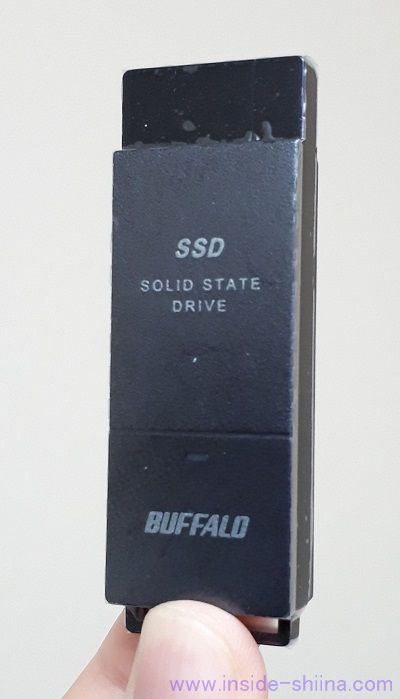 SSD
SOLID STATE
DRIVE
BUFFALO
www.inside-shiina.com